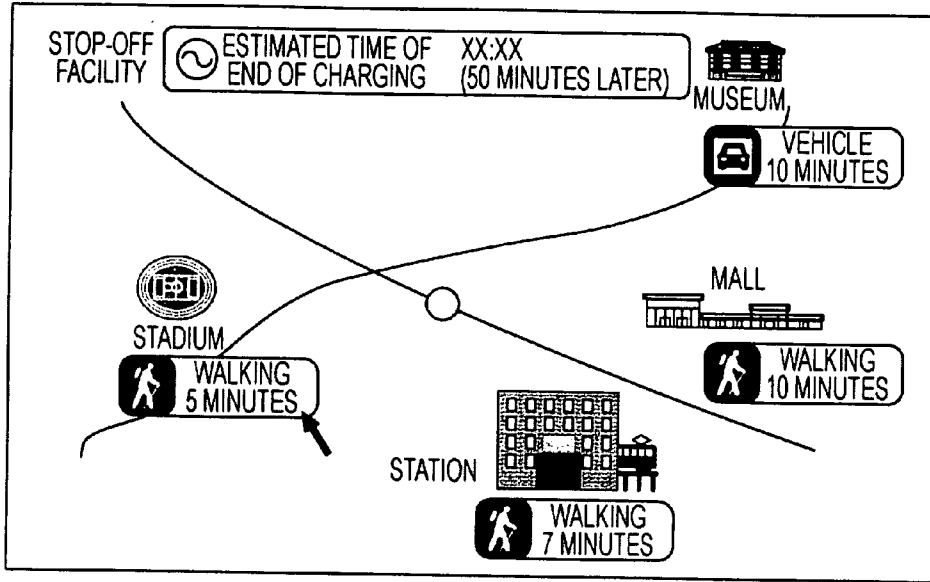 STOP-OFF
FACILITY
ESTIMATED TIME OF
END OF CHARGING
XX:XX
(50 MINUTES LATER)
MUSEUM
VEHICLE
10 MINUTES
MALL
WALKING
10 MINUTES
STADIUM
WALKING
5 MINUTES
STATION
WALKING
7 MINUTES